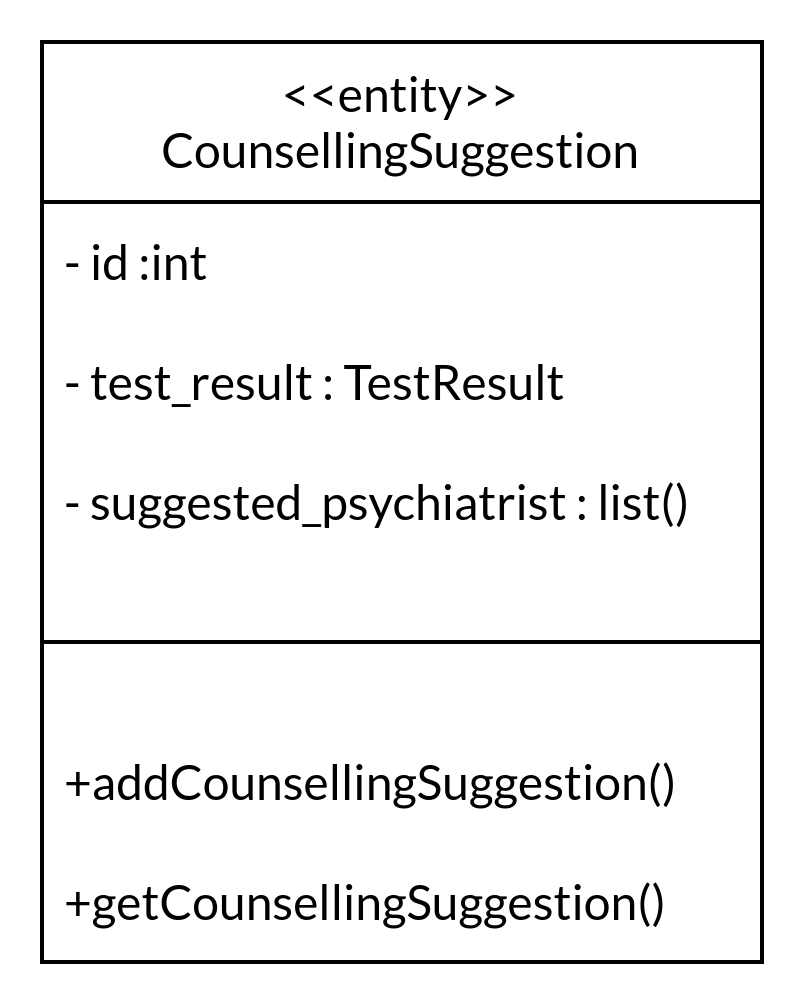 <<entity>>
CounsellingSuggestion
- id :int
- test_result : TestResult
- suggested_psychiatrist : list()
+addCounsellingSuggestion()
+getCounsellingSuggestion()